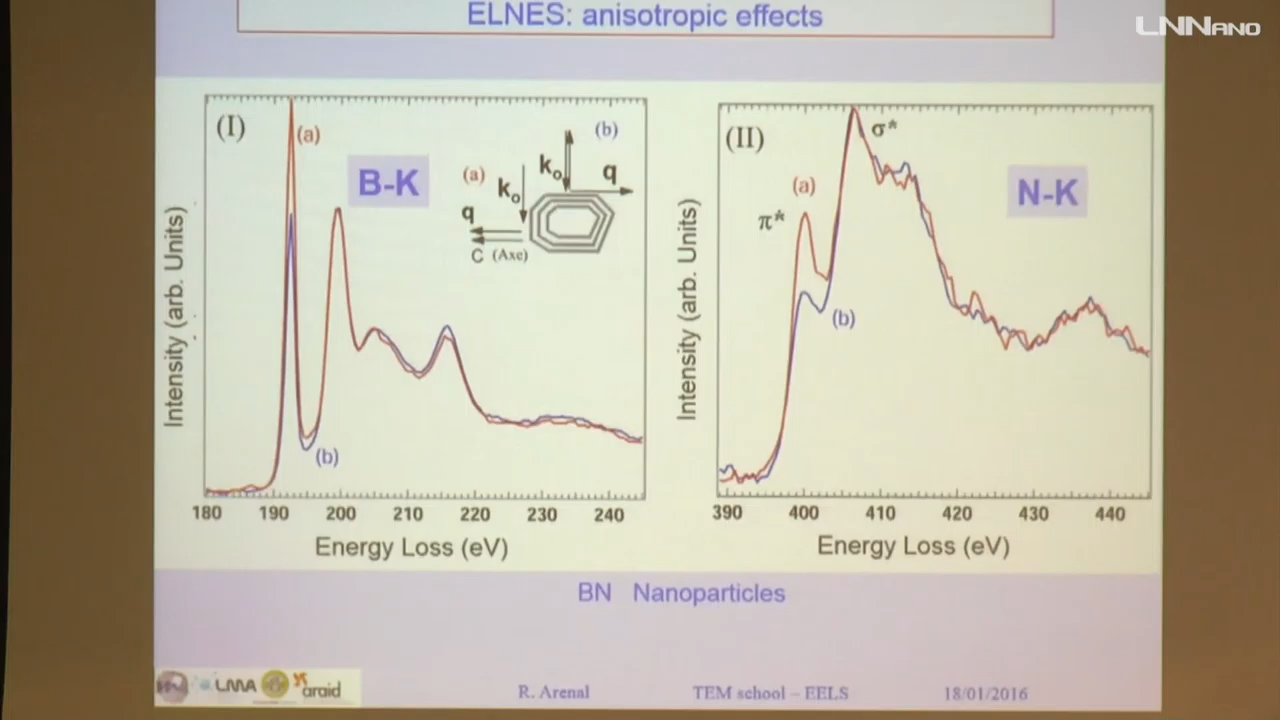 ELNES: anisotropic effects
LNNANO
(I)
(a)
B-K
(b)
(a)
k₀
k₀
q
q
C (Axe)
(b)
Intensity (arb. Units)
180 190 200 210 220 230 240
Energy Loss (eV)
(II)
σ*
N-K
(a)
π*
(b)
Intensity (arb. Units)
390 400 410 420 430 440
Energy Loss (eV)
BN Nanoparticles
LMA
araid
R. Arenal
TEM school – EELS
18/01/2016